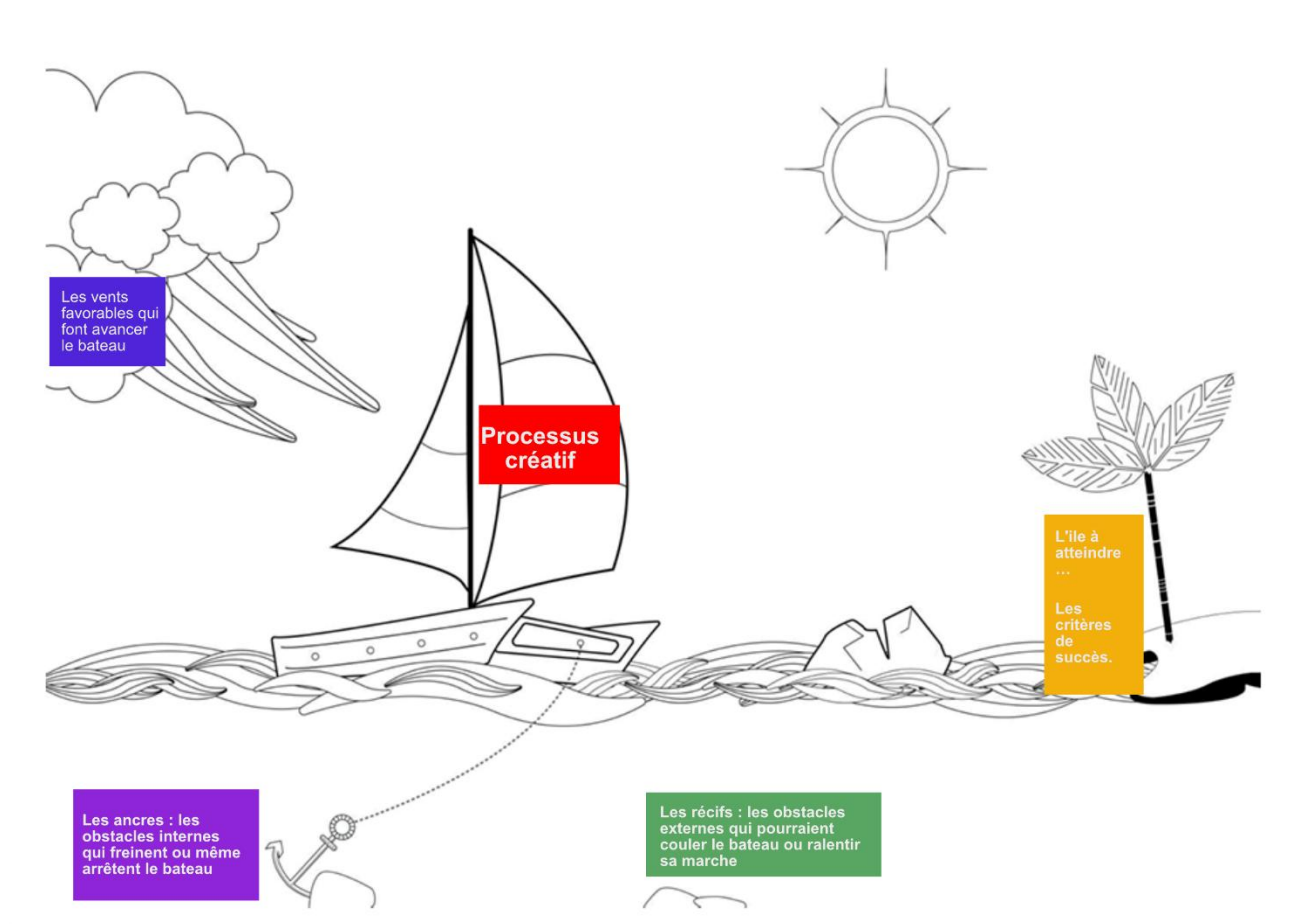 Les vents
favorables qui
font avancer
le bateau
Processus
créatif
L'ile à
atteindre
…
Les
critères
de
succès.
Les ancres : les
obstacles internes
qui freinent ou même
arrêtent le bateau
Les récifs : les obstacles
externes qui pourraient
couler le bateau ou ralentir
sa marche